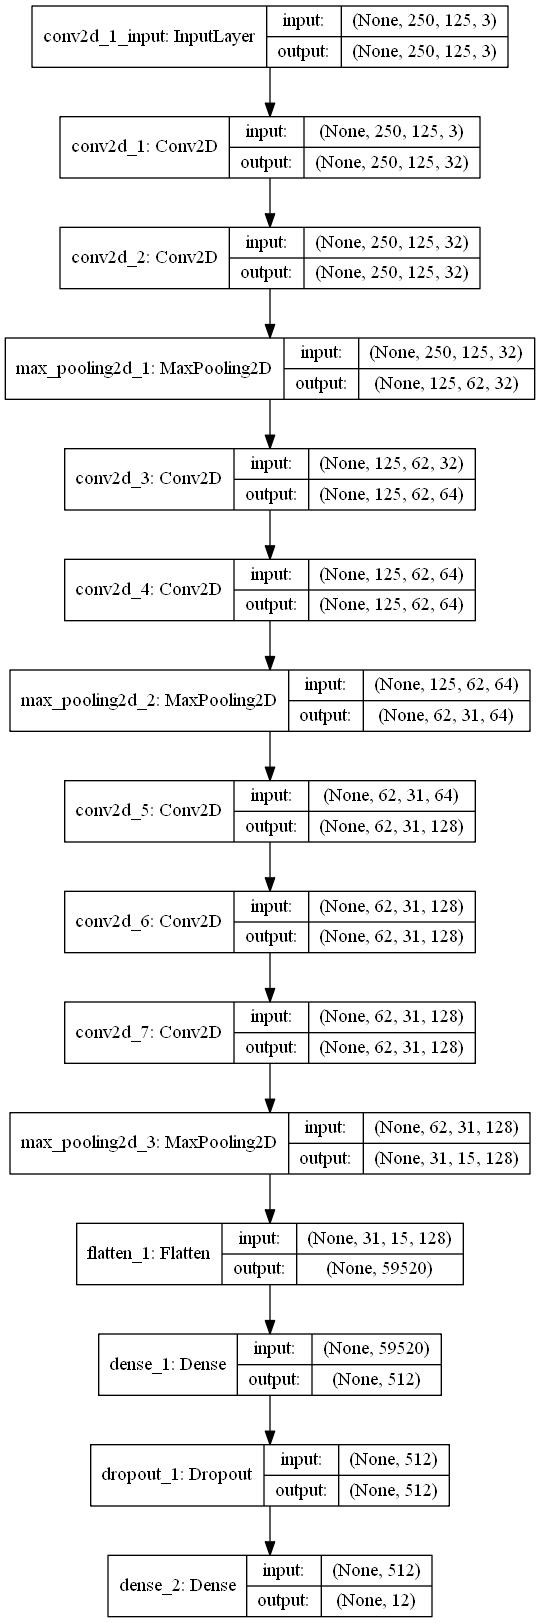 conv2d_1_input: InputLayer
input: (None, 250, 125, 3)
output: (None, 250, 125, 3)
conv2d_1: Conv2D
input: (None, 250, 125, 3)
output: (None, 250, 125, 32)
conv2d_2: Conv2D
input: (None, 250, 125, 32)
output: (None, 250, 125, 32)
max_pooling2d_1: MaxPooling2D
input: (None, 250, 125, 32)
output: (None, 125, 62, 32)
conv2d_3: Conv2D
input: (None, 125, 62, 32)
output: (None, 125, 62, 64)
conv2d_4: Conv2D
input: (None, 125, 62, 64)
output: (None, 125, 62, 64)
max_pooling2d_2: MaxPooling2D
input: (None, 125, 62, 64)
output: (None, 62, 31, 64)
conv2d_5: Conv2D
input: (None, 62, 31, 64)
output: (None, 62, 31, 128)
conv2d_6: Conv2D
input: (None, 62, 31, 128)
output: (None, 62, 31, 128)
conv2d_7: Conv2D
input: (None, 62, 31, 128)
output: (None, 62, 31, 128)
max_pooling2d_3: MaxPooling2D
input: (None, 62, 31, 128)
output: (None, 31, 15, 128)
flatten_1: Flatten
input: (None, 31, 15, 128)
output: (None, 59520)
dense_1: Dense
input: (None, 59520)
output: (None, 512)
dropout_1: Dropout
input: (None, 512)
output: (None, 512)
dense_2: Dense
input: (None, 512)
output: (None, 12)